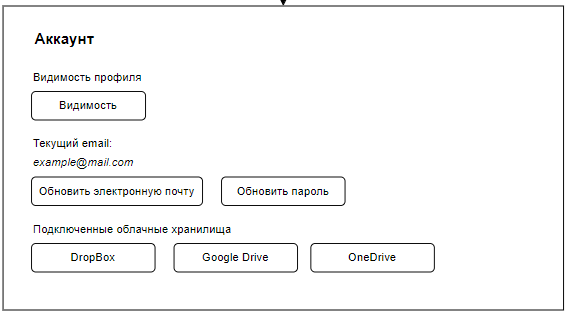 Аккаунт
Видимость профиля
Видимость
Текущий email:
example@mail.com
Обновить электронную почту Обновить пароль
Подключенные облачные хранилища
DropBox Google Drive OneDrive